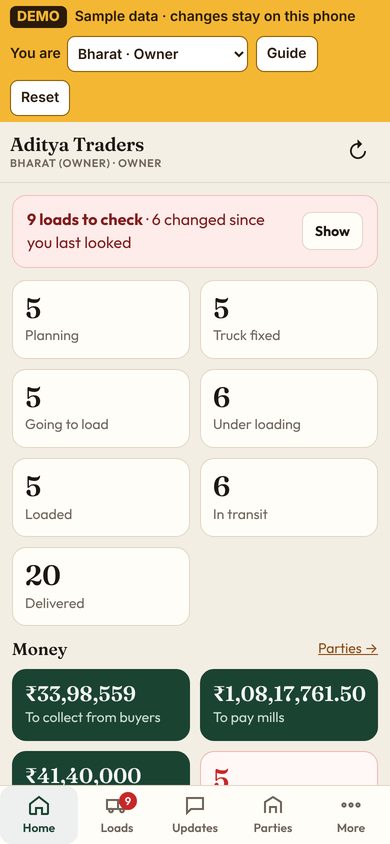 DEMO Sample data · changes stay on this phone
You are Bharat · Owner Guide
Reset
Aditya Traders
BHARAT (OWNER) · OWNER
9 loads to check · 6 changed since
you last looked
Show
5 5
Planning Truck fixed
5 6
Going to load Under loading
5 6
Loaded In transit
20
Delivered
Money Parties →
₹33,98,559 ₹1,08,17,761.50
To collect from buyers To pay mills
₹41,40,000 5
9
Home Loads Updates Parties More